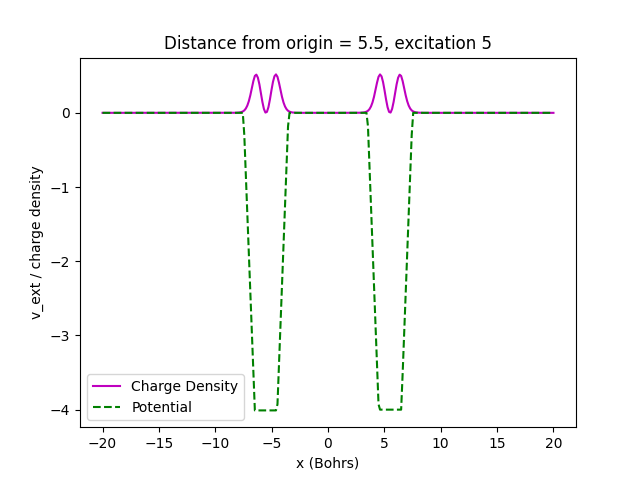 Distance from origin = 5.5, excitation 5
v_ext / charge density
0
−1
−2
−3
−4
Charge Density
Potential
−20 −15 −10 −5 0 5 10 15 20
x (Bohrs)